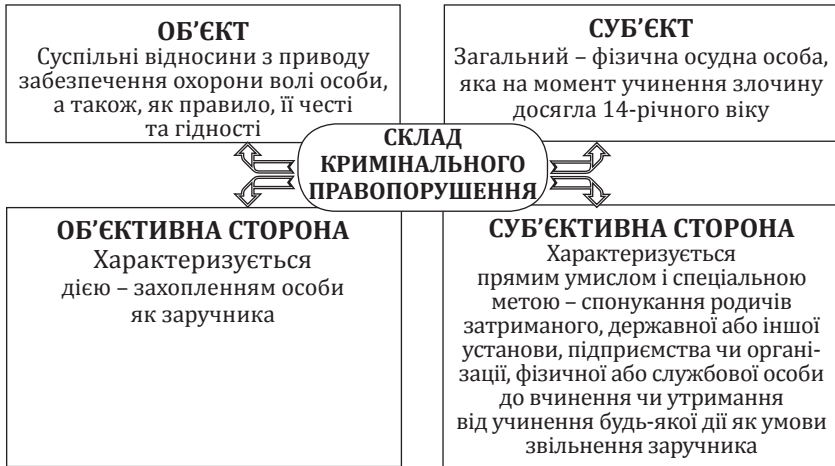 ОБ’ЄКТ
Суспільні відносини з приводу
забезпечення охорони волі особи,
а також, як правило, її честі
та гідності
СУБ’ЄКТ
Загальний – фізична осудна особа,
яка на момент учинення злочину
досягла 14-річного віку
СКЛАД
КРИМІНАЛЬНОГО
ПРАВОПОРУШЕННЯ
ОБ’ЄКТИВНА СТОРОНА
Характеризується
дією – захопленням особи
як заручника
СУБ’ЄКТИВНА СТОРОНА
Характеризується
прямим умислом і спеціальною
метою – спонукання родичів
затриманого, державної або іншої
установи, підприємства чи органі-
зації, фізичної або службової особи
до вчинення чи утримання
від учинення будь-якої дії як умови
звільнення заручника